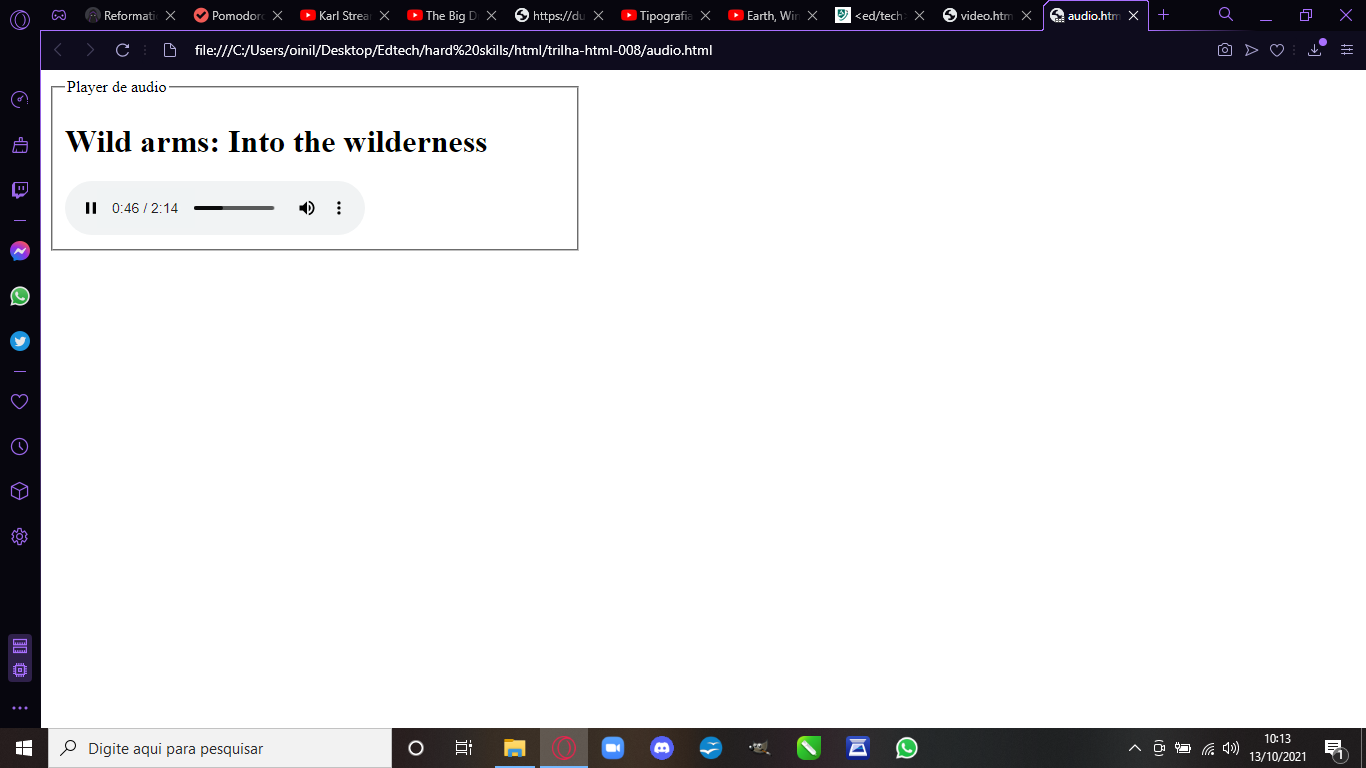 Reformati
Pomodoro
Karl Strea
The Big D
https://du
Tipografia
Earth, Win
<ed/tech>
video.htm
audio.htm
file:///C:/Users/oinil/Desktop/Edtech/hard%20skills/html/trilha-html-008/audio.html
Player de audio
Wild arms: Into the wilderness
0:46 / 2:14
Digite aqui para pesquisar
10:13
13/10/2021
1